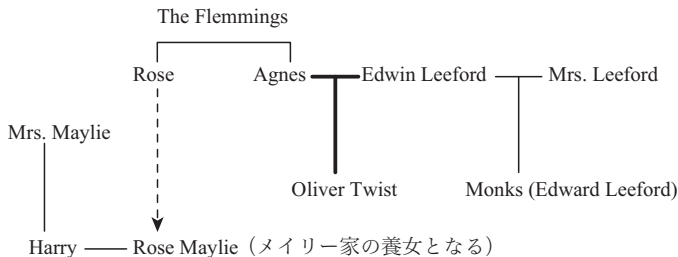 The Flemmings
Rose Agnes Edwin Leeford Mrs. Leeford
Mrs. Maylie
Oliver Twist Monks (Edward Leeford)
Harry Rose Maylie（メイリー家の養女となる）